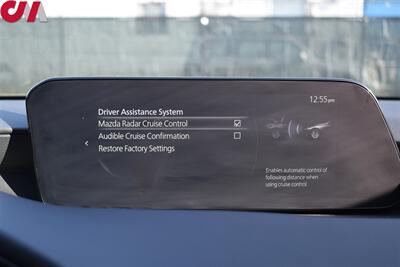 CJA
12:55pm
Driver Assistance System
Mazda Radar Cruise Control
Audible Cruise Confirmation
Restore Factory Settings
Enables automatic control of
following distance when
using cruise control.